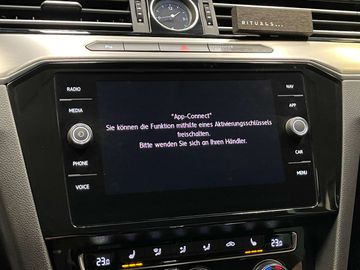 RITUALS...
RADIO
MEDIA
PHONE
VOICE
"App-Connect"
Sie können die Funktion mithilfe eines Aktivierungsschlüssels
freischalten.
Bitte wenden Sie sich an Ihren Händler.
NAV
APP
CAR
MENU
23.0
23.0